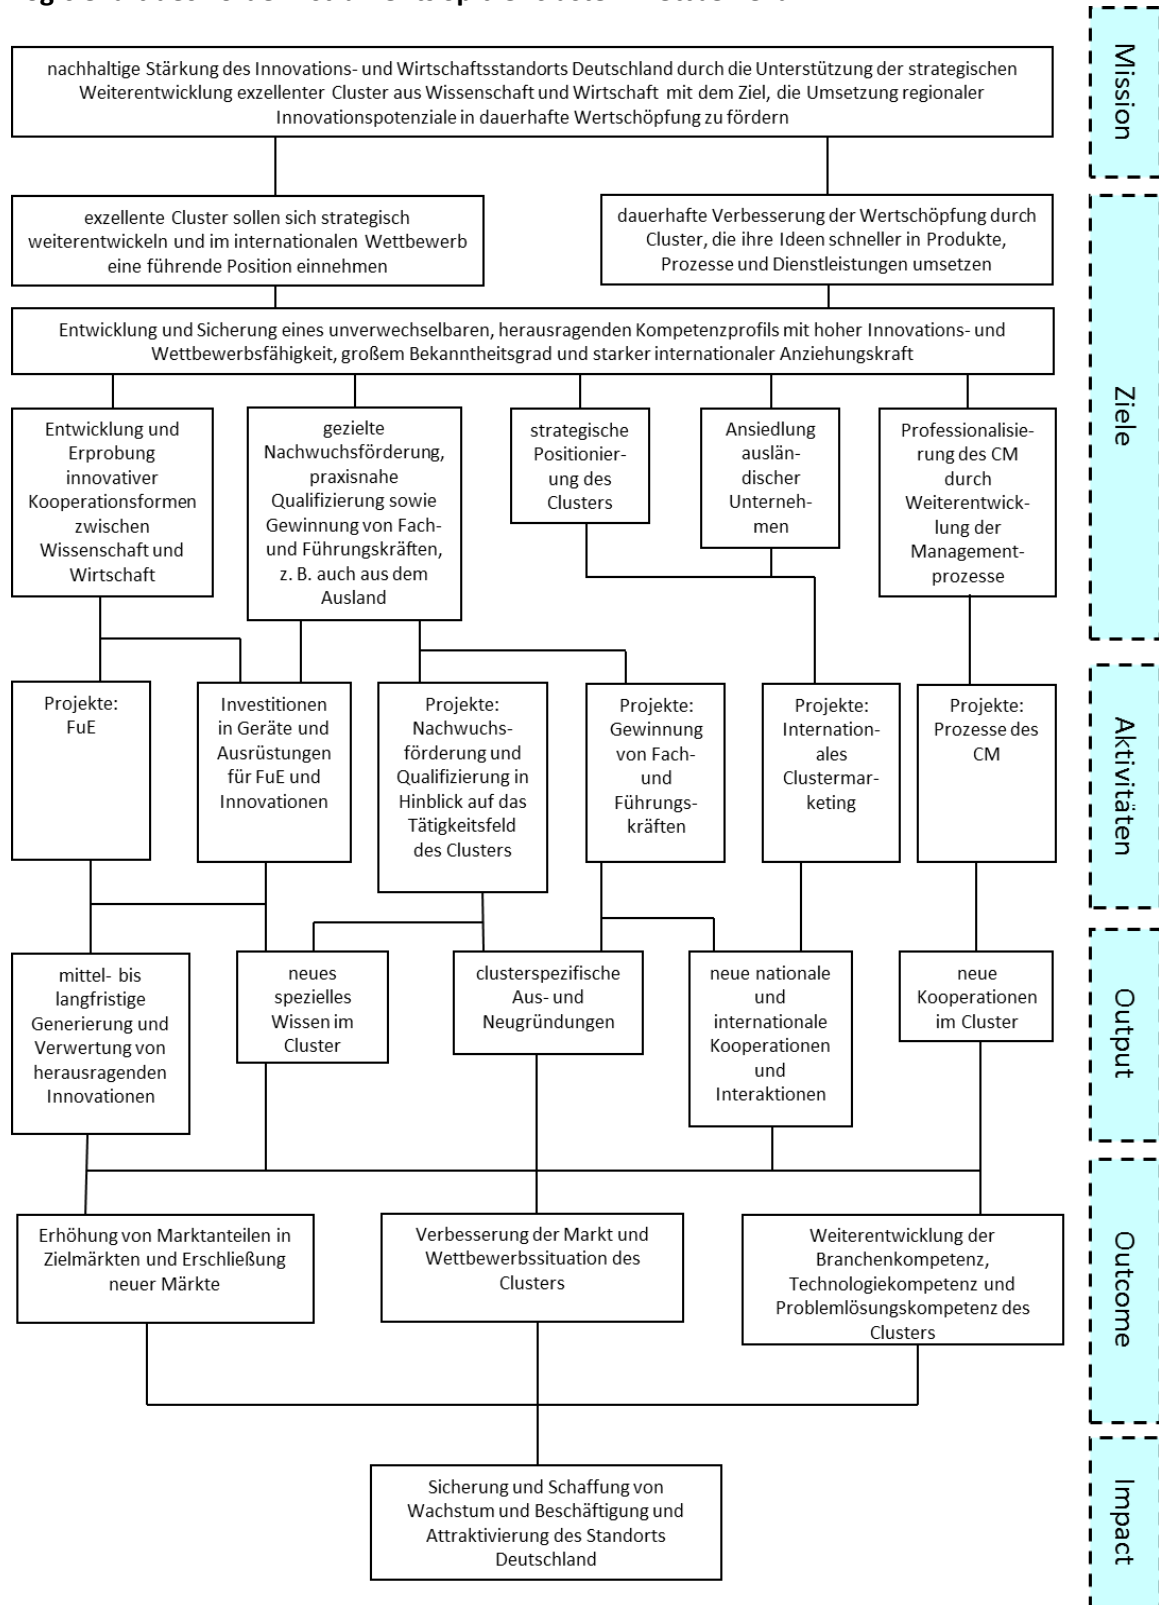 nachhaltige Stärkung des Innovations- und Wirtschaftsstandorts Deutschland durch die Unterstützung der strategischen
Weiterentwicklung exzellenter Cluster aus Wissenschaft und Wirtschaft mit dem Ziel, die Umsetzung regionaler
Innovationspotenziale in dauerhafte Wertschöpfung zu fördern
Mission
exzellente Cluster sollen sich strategisch
weiterentwickeln und im internationalen Wettbewerb
eine führende Position einnehmen
dauerhafte Verbesserung der Wertschöpfung durch
Cluster, die ihre Ideen schneller in Produkte,
Prozesse und Dienstleistungen umsetzen
Entwicklung und Sicherung eines unverwechselbaren, herausragenden Kompetenzprofils mit hoher Innovations- und
Wettbewerbsfähigkeit, großem Bekanntheitsgrad und starker internationaler Anziehungskraft
Ziele
Entwicklung und
Erprobung
innovativer
Kooperationsformen
zwischen
Wissenschaft und
Wirtschaft
gezielte
Nachwuchsförderung,
praxisnahe
Qualifizierung sowie
Gewinnung von Fach-
und Führungskräften,
z. B. auch aus dem
Ausland
strategische
Positionier-
ung des
Clusters
Ansiedlung
auslän-
discher
Unterneh-
men
Professionalisie-
rung des CM
durch
Weiterentwick-
lung der
Management-
prozesse
Projekte:
FuE
Investitionen
in Geräte und
Ausrüstungen
für FuE und
Innovationen
Projekte:
Nachwuchs-
förderung und
Qualifizierung in
Hinblick auf das
Tätigkeitsfeld
des Clusters
Projekte:
Gewinnung
von Fach-
und
Führungs-
kräften
Projekte:
Internation-
ales
Clustermar-
keting
Projekte:
Prozesse des
CM
Aktivitäten
mittel- bis
langfristige
Generierung und
Verwertung von
herausragenden
Innovationen
neues
spezielles
Wissen im
Cluster
clusterspezifische
Aus- und
Neugründungen
neue nationale
und
internationale
Kooperationen
und
Interaktionen
neue
Kooperationen
im Cluster
Output
Erhöhung von Marktanteilen in
Zielmärkten und Erschließung
neuer Märkte
Verbesserung der Markt und
Wettbewerbssituation des
Clusters
Weiterentwicklung der
Branchenkompetenz,
Technologiekompetenz und
Problemlösungskompetenz des
Clusters
Outcome
Sicherung und Schaffung von
Wachstum und Beschäftigung und
Attraktivierung des Standorts
Deutschland
Impact